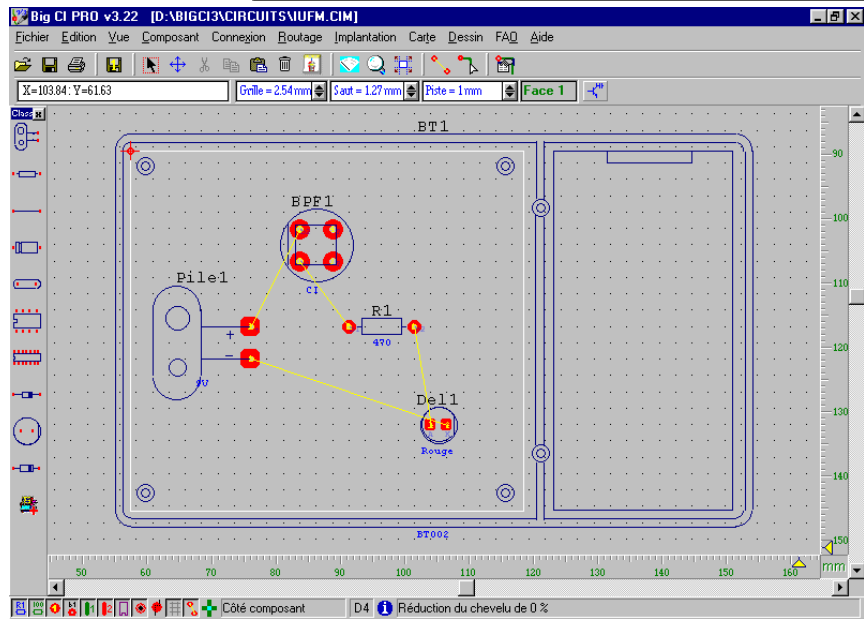 Big CI PRO v3.22 [D:\BIGCI3\CIRCUITS\IUFM.CIM]
Fichier Edition Vue Composant Connexion Routage Implantation Carte Dessin FAQ Aide
X=103.84: Y=61.63 Grille = 2.54 mm Saut = 1.27 mm Piste = 1 mm Face 1
Class
BT1
90
BPF1
100
CI
Pile1
110
R1
+
470
120
-
9V
Del1
130
1
Rouge
140
BT002
150
50 60 70 80 90 100 110 120 130 140 150 160 mm
Côté composant D4 Réduction du chevelu de 0 %